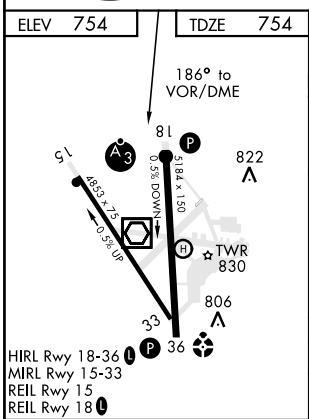 ELEV 754
TDZE 754
186° to
VOR/DME
15
18
P
A3
822
4853 x 75
0.5% UP
0.5% DOWN
5184 x 150
H
TWR
830
806
33
36
P
HIRL Rwy 18-36 L
MIRL Rwy 15-33
REIL Rwy 15
REIL Rwy 18 L